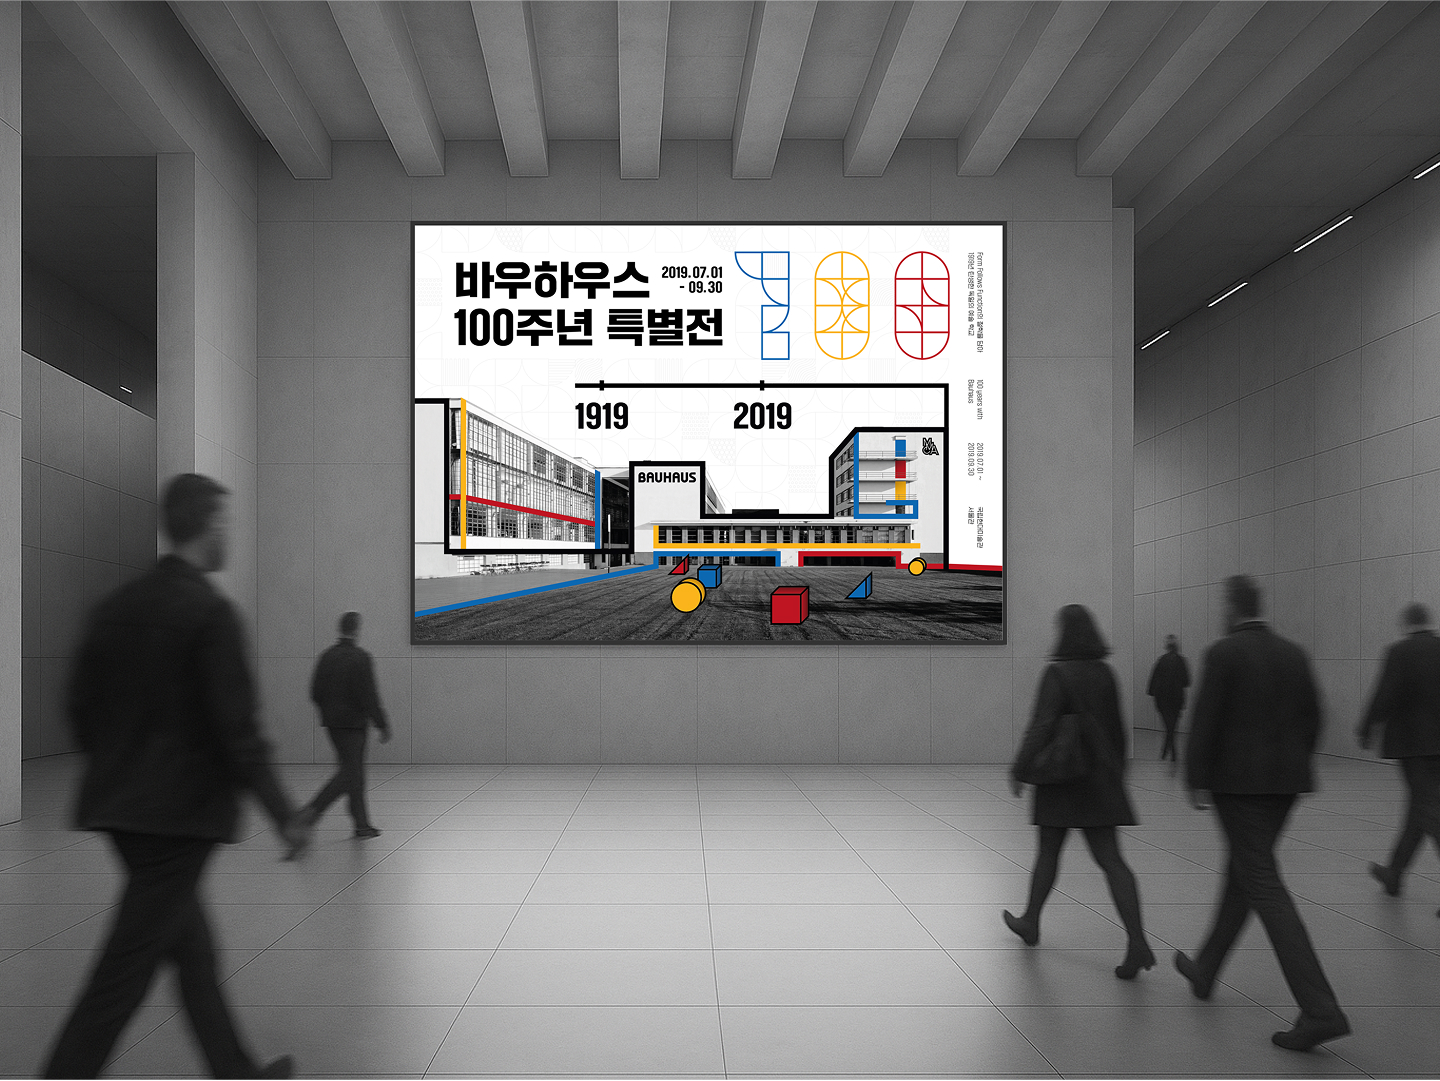 바우하우스
100주년 특별전
2019.07.01
- 09.30
100
Form Follows Function의 철학을 담아
1919년 탄생한 독일의 예술 학교
100 years with
Bauhaus
2019.07.01 ~
2019.09.30
국립현대미술관
서울관
1919
2019
BAUHAUS